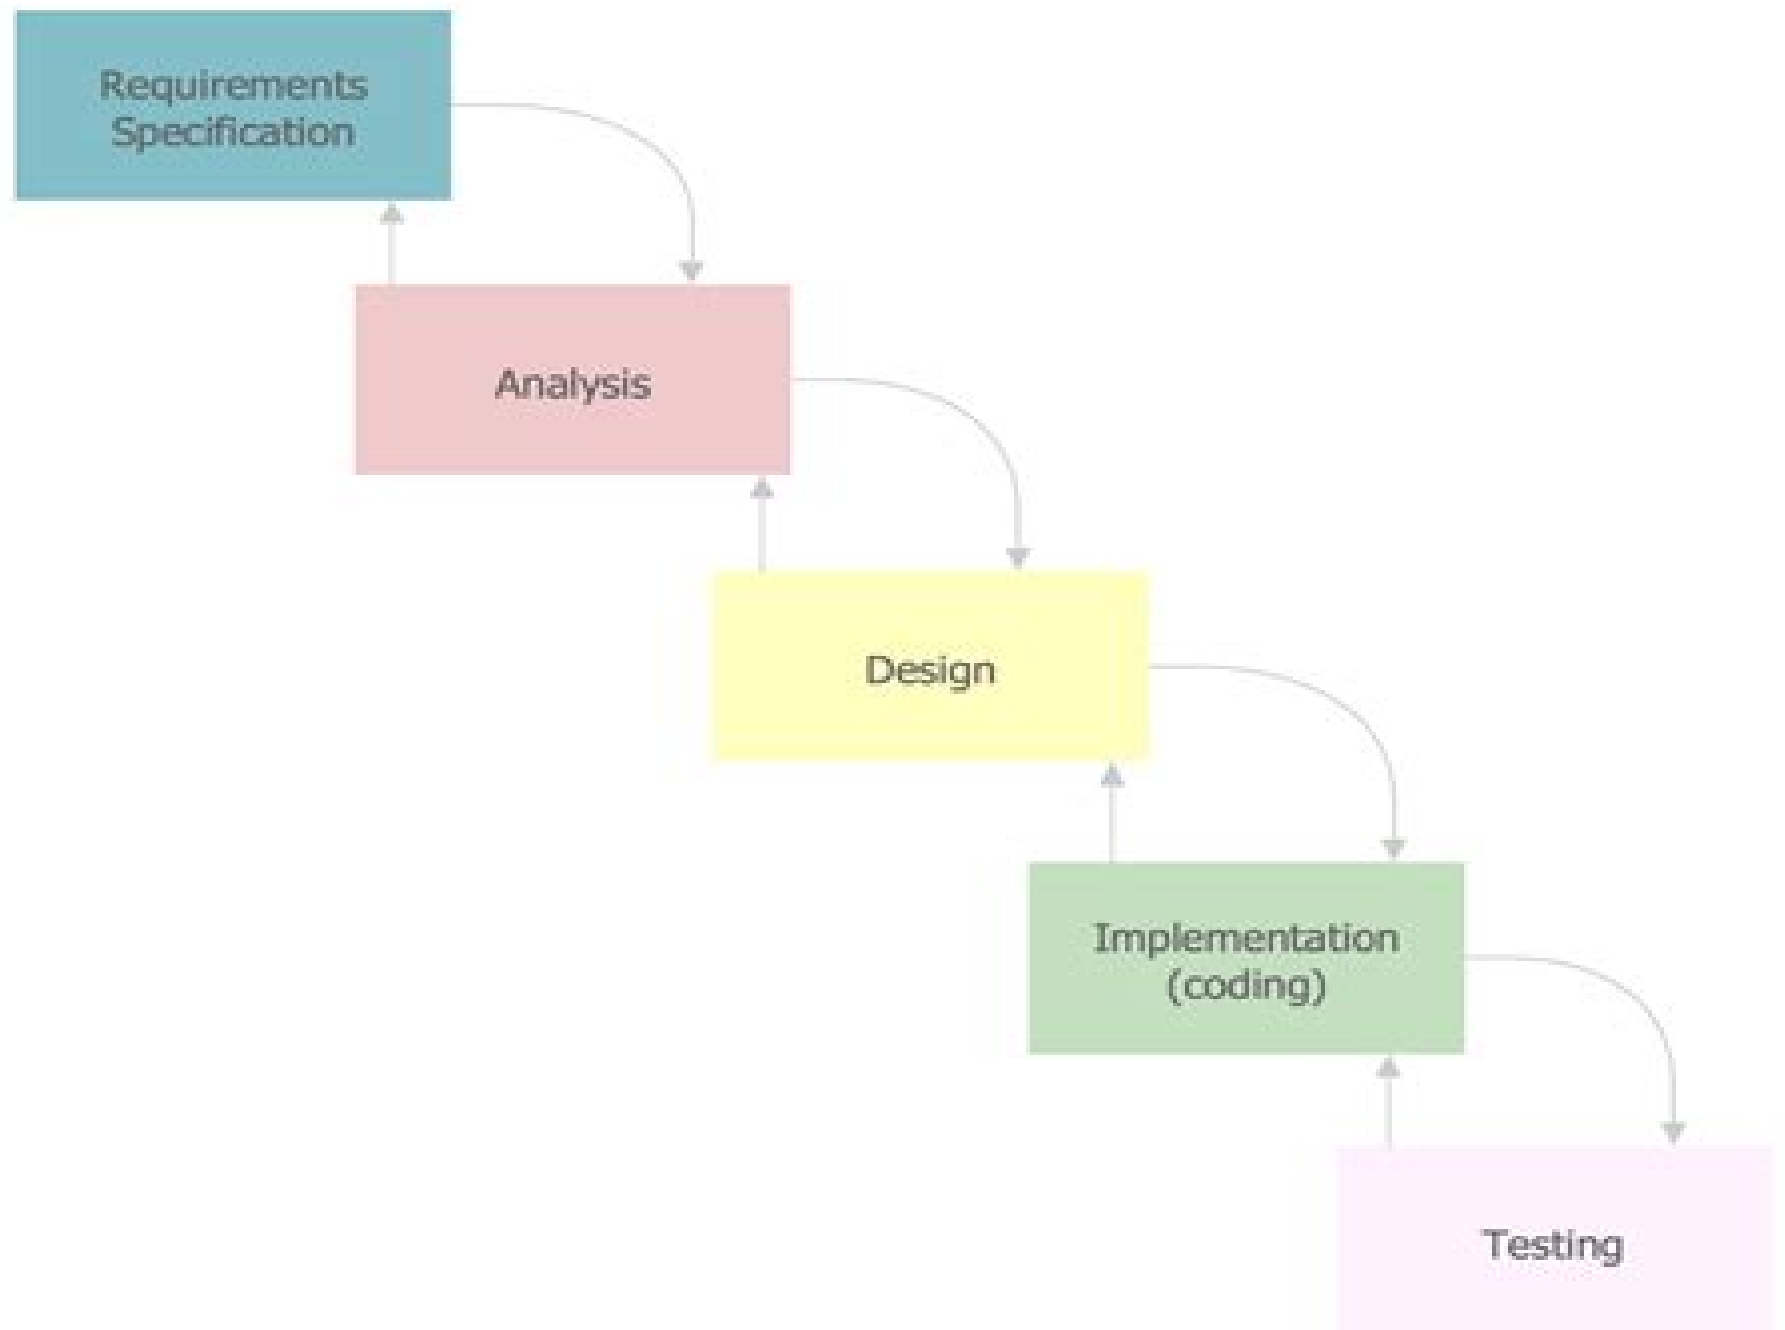 Requirements
Specification
Analysis
Design
Implementation
(coding)
Testing